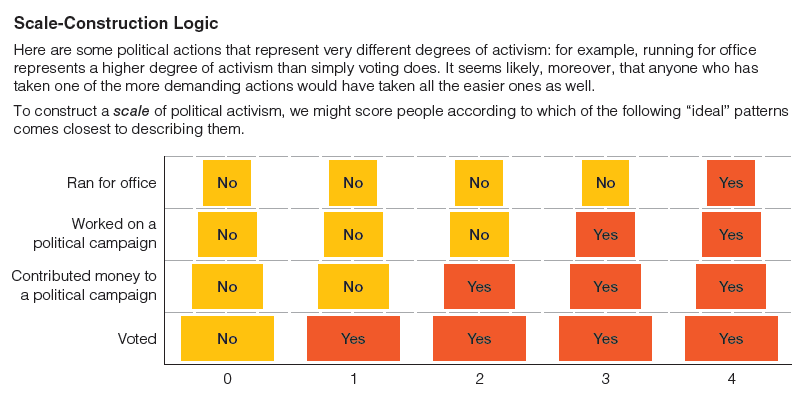 Scale-Construction Logic
Here are some political actions that represent very different degrees of activism: for example, running for office
represents a higher degree of activism than simply voting does. It seems likely, moreover, that anyone who has
taken one of the more demanding actions would have taken all the easier ones as well.
To construct a scale of political activism, we might score people according to which of the following “ideal” patterns
comes closest to describing them.
Ran for office No No No No Yes
Worked on a
political campaign No No No Yes Yes
Contributed money to
a political campaign No No Yes Yes Yes
Voted No Yes Yes Yes Yes
0 1 2 3 4